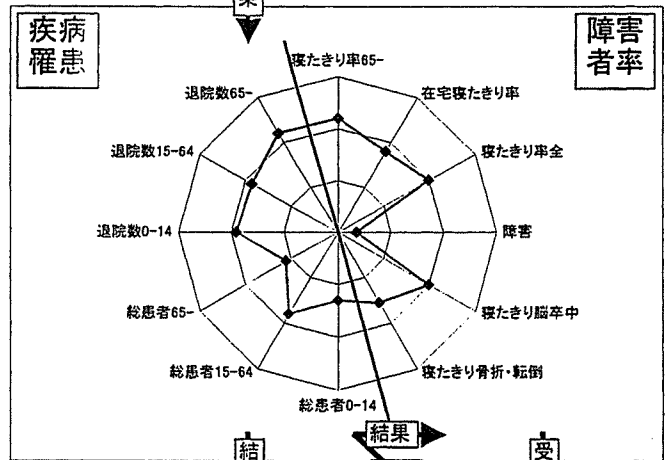 果
疾病
罹患
障害
者率
寝たきり率65-
退院数65-
在宅寝たきり率
退院数15-64
寝たきり率全
退院数0-14
障害
総患者65-
寝たきり脳卒中
総患者15-64
寝たきり骨折・転倒
総患者0-14
結果
結
受